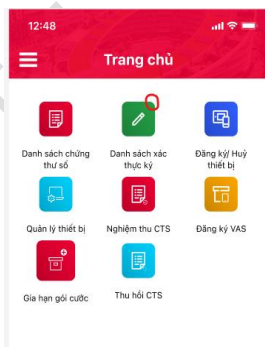 12:48
Trang chủ
Danh sách chứng
thư số
Danh sách xác
thực ký
Đăng ký/ Huỷ
thiết bị
Quản lý thiết bị
Nghiệm thu CTS
Đăng ký VAS
Gia hạn gói cước
Thu hồi CTS